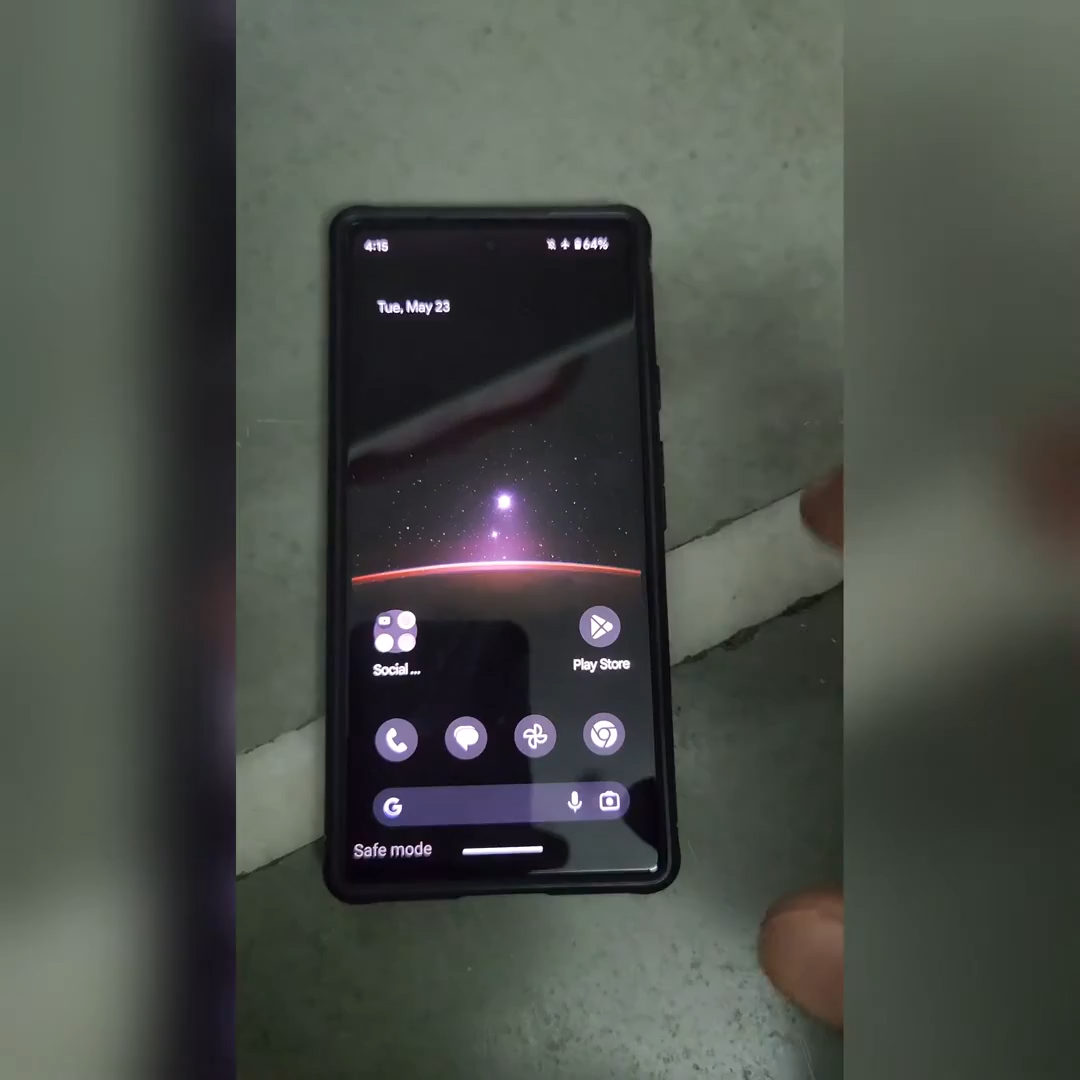 4:15
64%
Tue, May 23
Social ...
Play Store
G
Safe mode